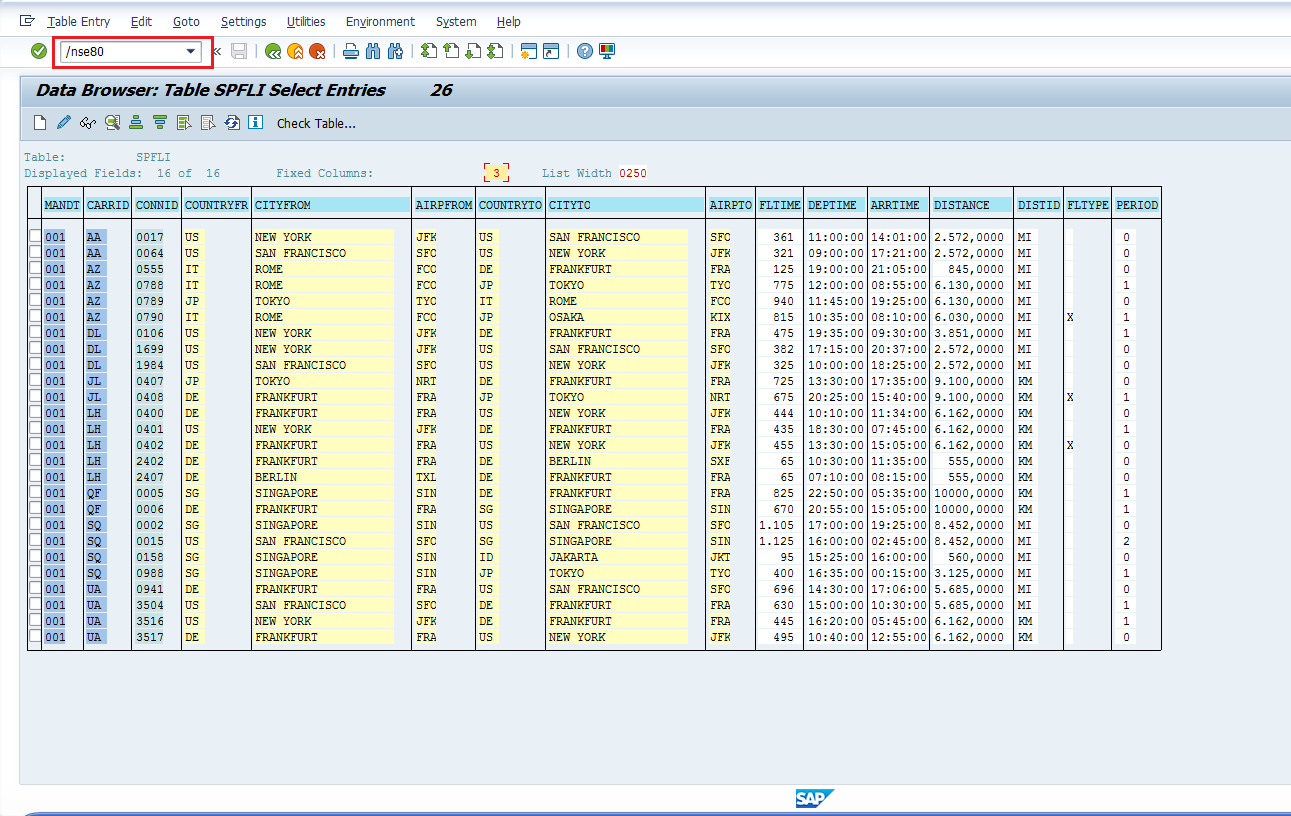 Table Entry Edit Goto Settings Utilities Environment System Help
/nse80
Data Browser: Table SPFLI Select Entries 26
Check Table...
Table: SPFLI
Displayed Fields: 16 of 16 Fixed Columns: 3 List Width 0250
MANDT CARRID CONNID COUNTRYFR CITYFROM AIRPFROM COUNTRYTO CITYTO AIRPTO FLTIME DEPTIME ARRTIME DISTANCE DISTID FLTYPE PERIOD
001 AA 0017 US NEW YORK JFK US SAN FRANCISCO SFO 361 11:00:00 14:01:00 2.572,0000 MI 0
001 AA 0064 US SAN FRANCISCO SFO US NEW YORK JFK 321 09:00:00 17:21:00 2.572,0000 MI 0
001 AZ 0555 IT ROME FCO DE FRANKFURT FRA 125 19:00:00 21:05:00 845,0000 MI 0
001 AZ 0788 IT ROME FCO JP TOKYO TYO 775 12:00:00 08:55:00 6.130,0000 MI 1
001 AZ 0789 JP TOKYO TYO IT ROME FCO 940 11:45:00 19:25:00 6.130,0000 MI 0
001 AZ 0790 IT ROME FCO JP OSAKA KIX 815 10:35:00 08:10:00 6.030,0000 MI X 1
001 DL 0106 US NEW YORK JFK DE FRANKFURT FRA 475 19:35:00 09:30:00 3.851,0000 MI 1
001 DL 1699 US NEW YORK JFK US SAN FRANCISCO SFO 382 17:15:00 20:37:00 2.572,0000 MI 0
001 DL 1984 US SAN FRANCISCO SFO US NEW YORK JFK 325 10:00:00 18:25:00 2.572,0000 MI 0
001 JL 0407 JP TOKYO NRT DE FRANKFURT FRA 725 13:30:00 17:35:00 9.100,0000 KM 0
001 JL 0408 DE FRANKFURT FRA JP TOKYO NRT 675 20:25:00 15:40:00 9.100,0000 KM X 1
001 LH 0400 DE FRANKFURT FRA US NEW YORK JFK 444 10:10:00 11:34:00 6.162,0000 KM 0
001 LH 0401 US NEW YORK JFK DE FRANKFURT FRA 435 18:30:00 07:45:00 6.162,0000 KM 1
001 LH 0402 DE FRANKFURT FRA US NEW YORK JFK 455 13:30:00 15:05:00 6.162,0000 KM X 0
001 LH 2402 DE FRANKFURT FRA DE BERLIN SXF 65 10:30:00 11:35:00 555,0000 KM 0
001 LH 2407 DE BERLIN TXL DE FRANKFURT FRA 65 07:10:00 08:15:00 555,0000 KM 0
001 QF 0005 SG SINGAPORE SIN DE FRANKFURT FRA 825 22:50:00 05:35:00 10000,0000 KM 1
001 QF 0006 DE FRANKFURT FRA SG SINGAPORE SIN 670 20:55:00 15:05:00 10000,0000 KM 1
001 SQ 0002 SG SINGAPORE SIN US SAN FRANCISCO SFO 1.105 17:00:00 19:25:00 8.452,0000 MI 0
001 SQ 0015 US SAN FRANCISCO SFO SG SINGAPORE SIN 1.125 16:00:00 02:45:00 8.452,0000 MI 2
001 SQ 0158 SG SINGAPORE SIN ID JAKARTA JKT 95 15:25:00 16:00:00 560,0000 MI 0
001 SQ 0988 SG SINGAPORE SIN JP TOKYO TYO 400 16:35:00 00:15:00 3.125,0000 MI 1
001 UA 0941 DE FRANKFURT FRA US SAN FRANCISCO SFO 696 14:30:00 17:06:00 5.685,0000 MI 0
001 UA 3504 US SAN FRANCISCO SFO DE FRANKFURT FRA 630 15:00:00 10:30:00 5.685,0000 MI 1
001 UA 3516 US NEW YORK JFK DE FRANKFURT FRA 445 16:20:00 05:45:00 6.162,0000 KM 1
001 UA 3517 DE FRANKFURT FRA US NEW YORK JFK 495 10:40:00 12:55:00 6.162,0000 KM 0
SAP